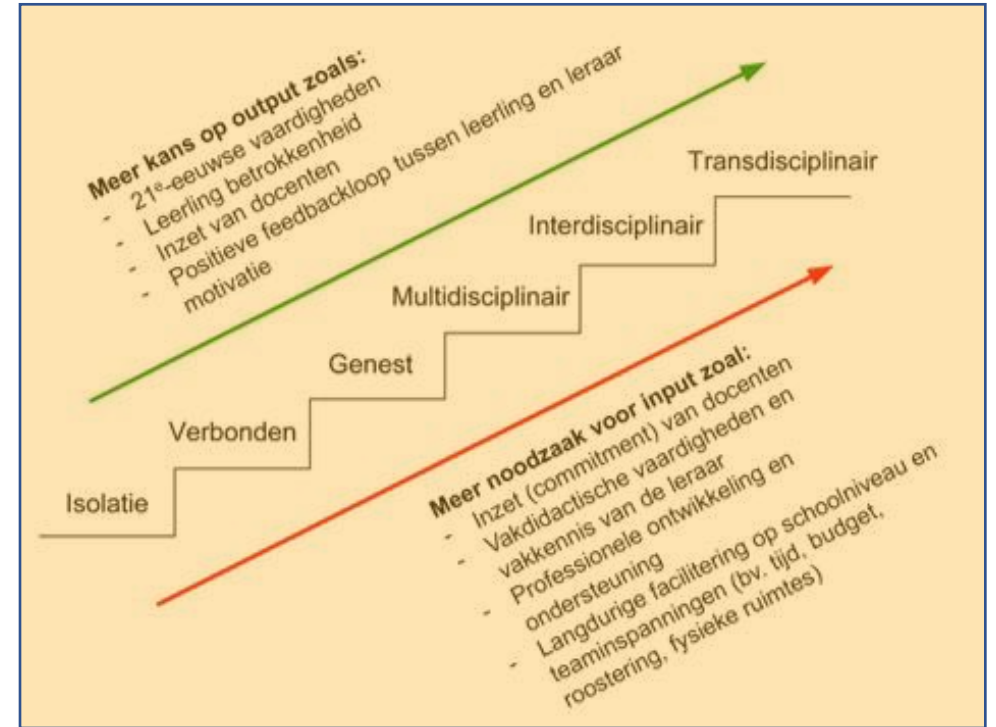 Meer kans op output zoals:
- 21e-eeuwse vaardigheden
- Leerling betrokkenheid
- Inzet van docenten
- Positieve feedbackloop tussen leerling en leraar
motivatie
Transdisciplinair
Interdisciplinair
Multidisciplinair
Genest
Verbonden
Isolatie
Meer noodzaak voor input zoal:
- Inzet (commitment) van docenten
- Vakdidactische vaardigheden en
vakkennis van de leraar
- Professionele ontwikkeling en
ondersteuning
- Langdurige facilitering op schoolniveau en
teaminspanningen (bv. tijd, budget,
roostering, fysieke ruimtes)